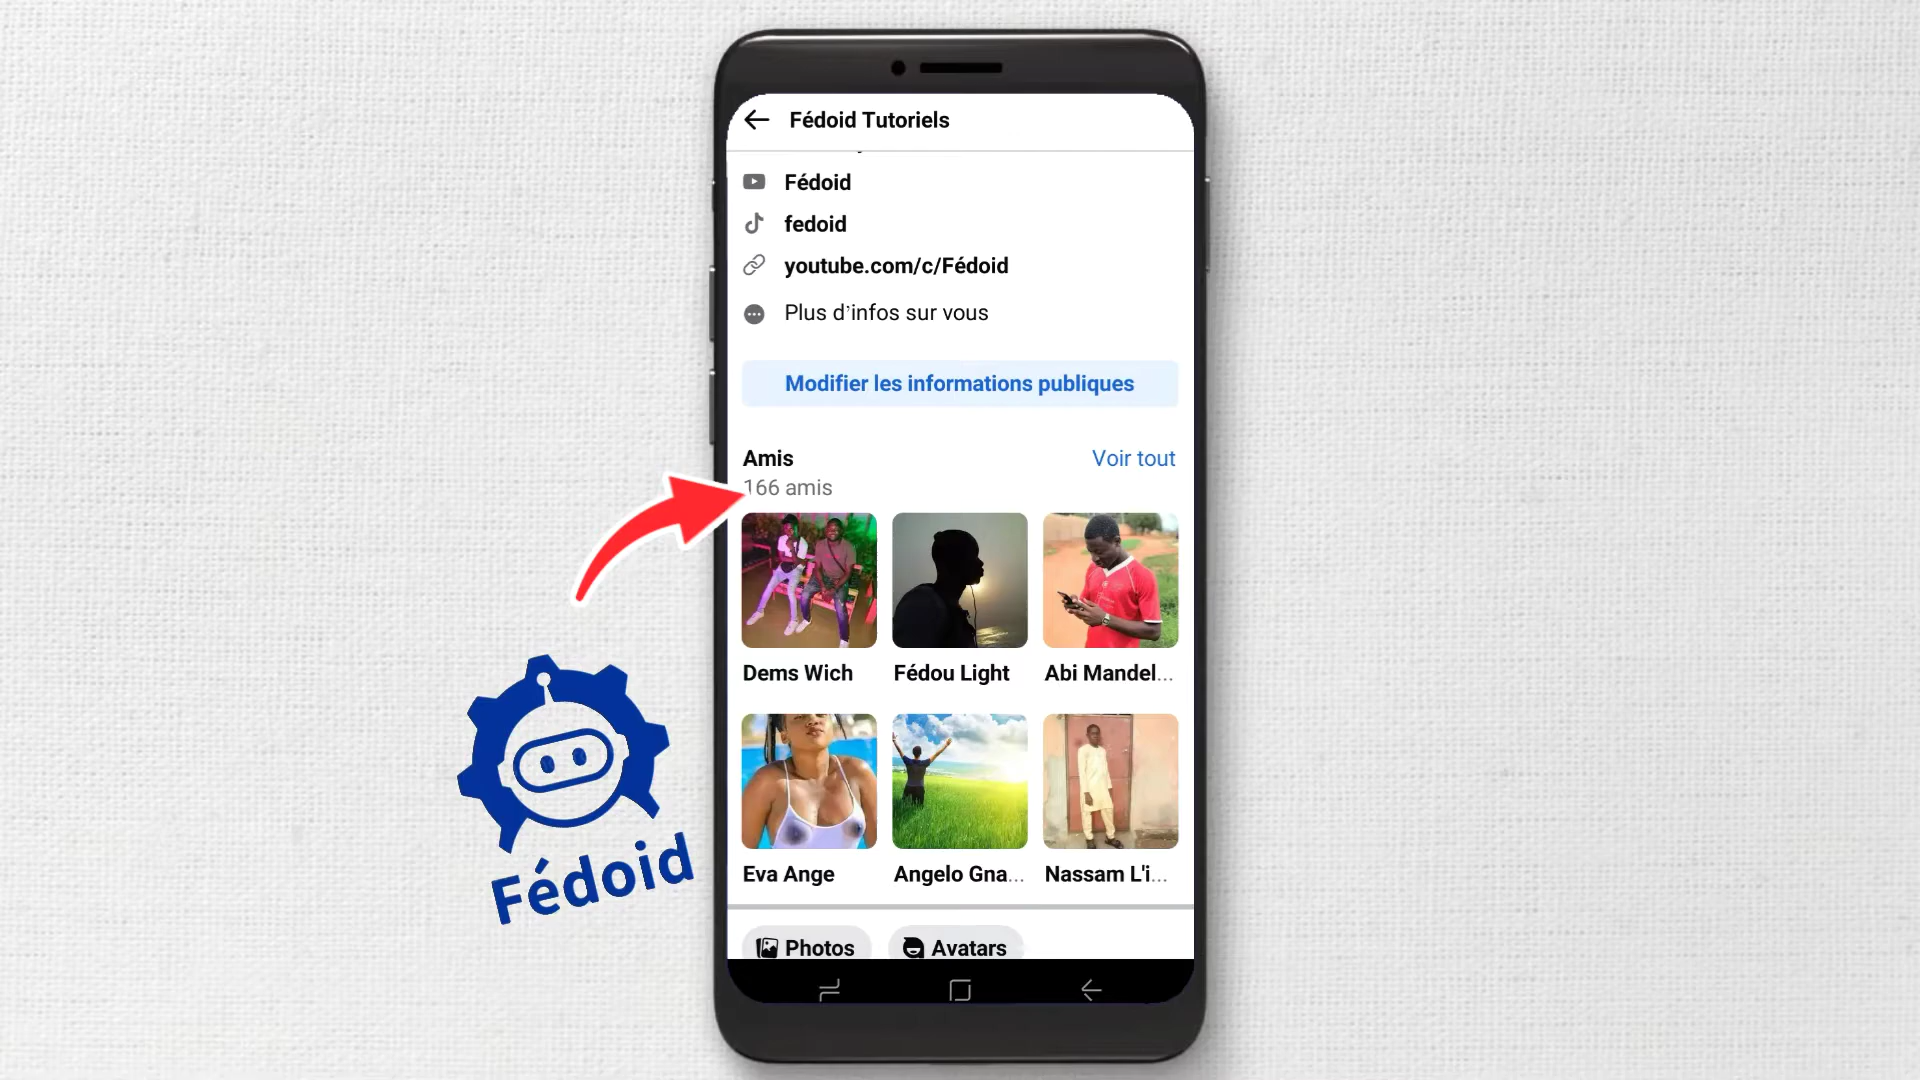 Fédoid Tutoriels
Fédoid
fedoid
youtube.com/c/Fédoid
Plus d'infos sur vous
Modifier les informations publiques
Amis
Voir tout
166 amis
Dems Wich
Fédou Light
Abi Mandel...
Eva Ange
Angelo Gna...
Nassam L'i...
Photos
Avatars
Fédoid